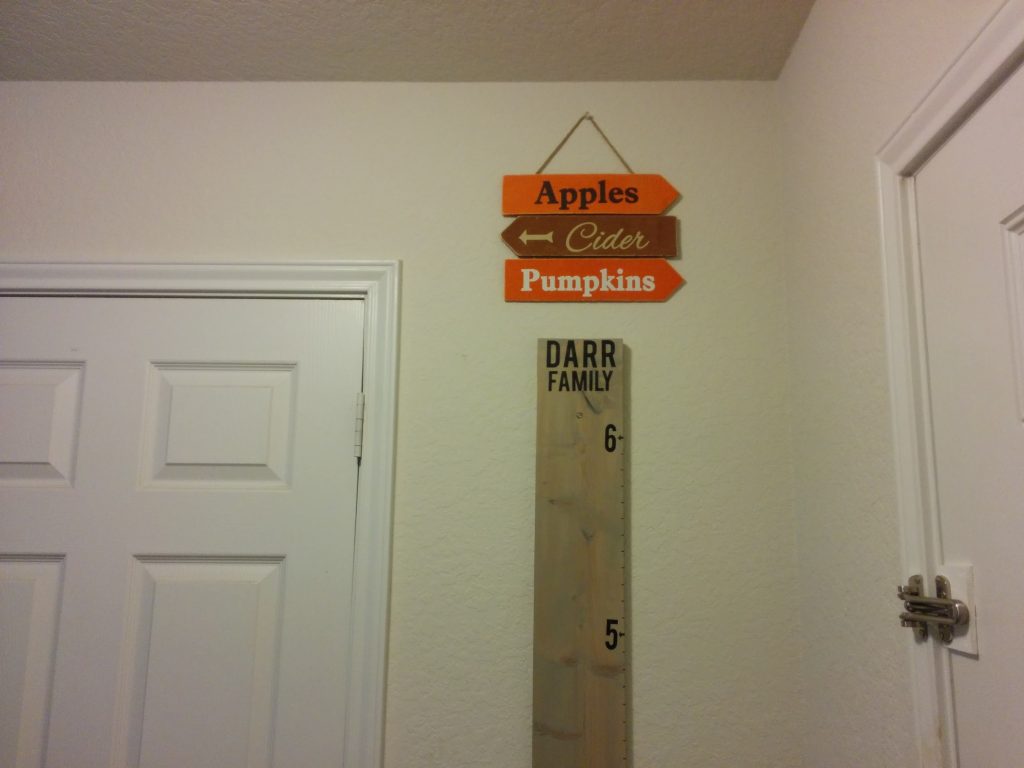 Apples
Cider
Pumpkins
DARR
FAMILY
6
5